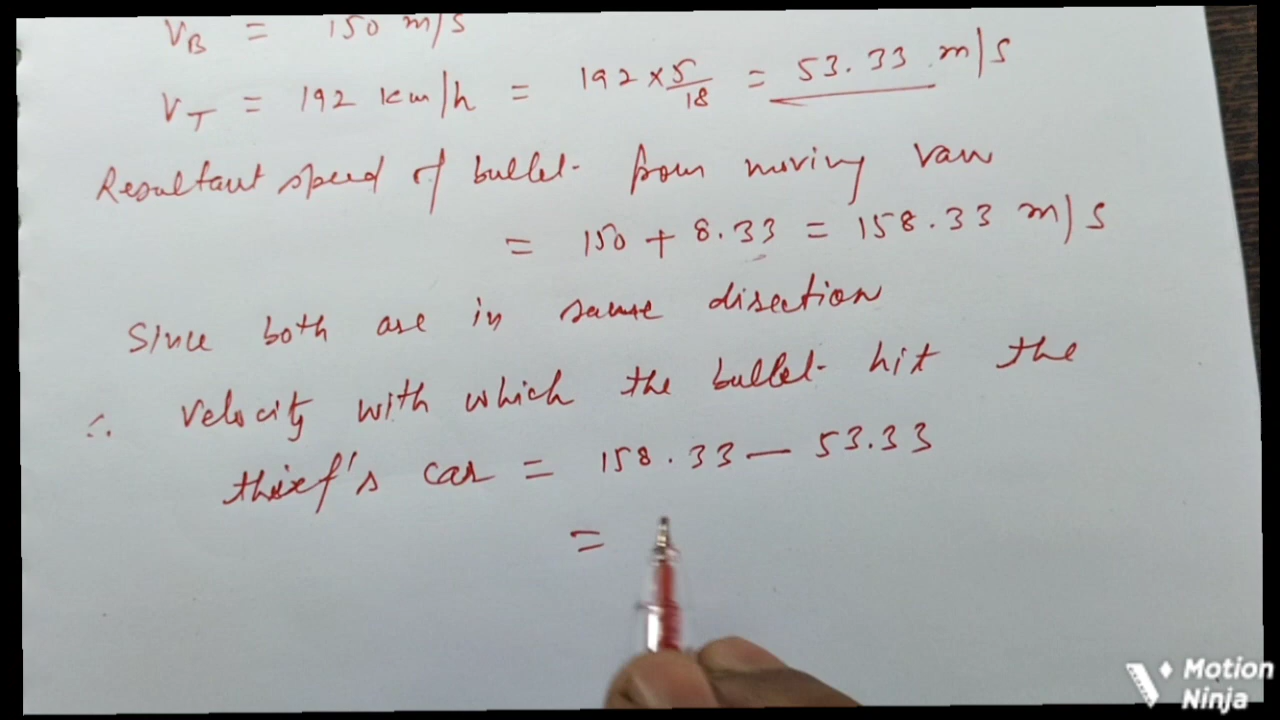 VB = 150 m/s
VT = 192 km/h = 192 × 5/18 = 53.33 m/s
Resultant speed of bullet from moving van
= 150 + 8.33 = 158.33 m/s
Since both are in same direction
∴ velocity with which the bullet hit the
thief's car = 158.33 — 53.33
=
Motion
Ninja